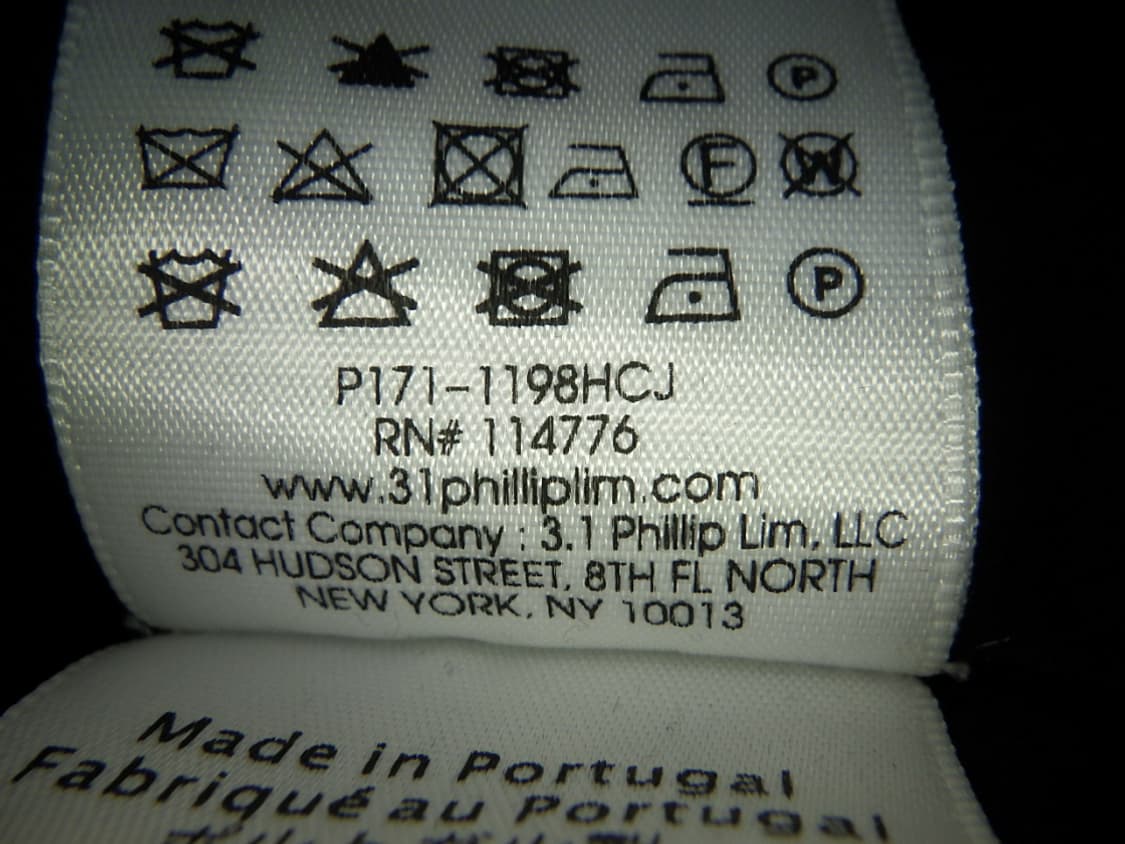 P
F W
P
P171-1198HCJ
RN# 114776
www.31philliplim.com
Contact Company : 3.1 Phillip Lim, LLC
304 HUDSON STREET, 8TH FL NORTH
NEW YORK, NY 10013
Made in Portugal
Fabriqué au Portugal